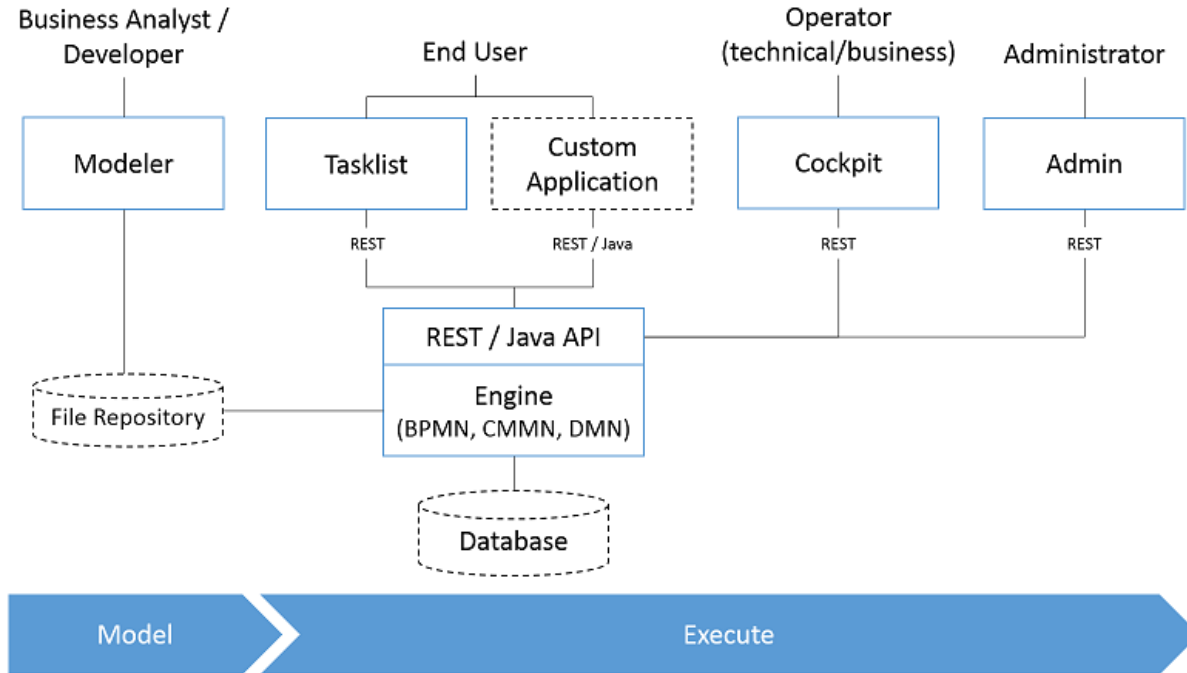 Business Analyst /
Developer
End User
Operator
(technical/business)
Administrator
Modeler
Tasklist
Custom
Application
Cockpit
Admin
REST
REST / Java
REST
REST
REST / Java API
File Repository
Engine
(BPMN, CMMN, DMN)
Database
Model
Execute